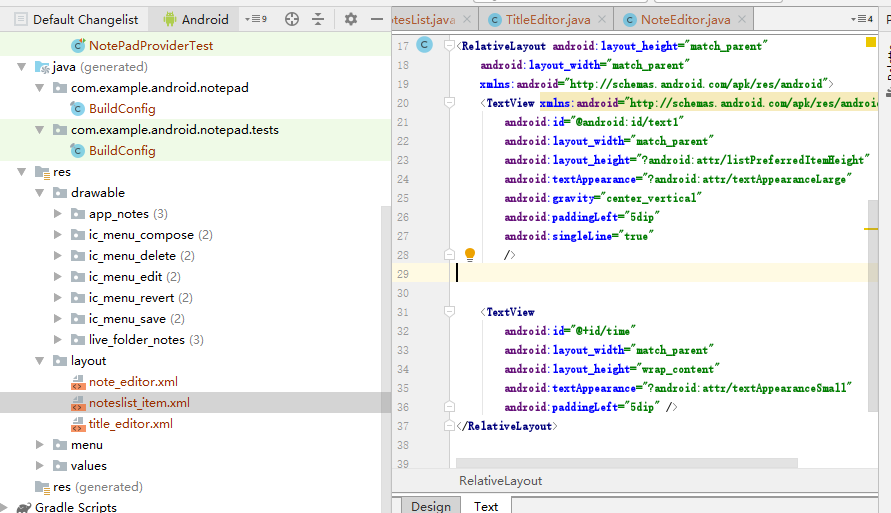 Default Changelist Android 9 otesList.java TitleEditor.java NoteEditor.java 4
NotePadProviderTest
java (generated)
com.example.android.notepad
BuildConfig
com.example.android.notepad.tests
BuildConfig
res
drawable
app_notes (3)
ic_menu_compose (2)
ic_menu_delete (2)
ic_menu_edit (2)
ic_menu_revert (2)
ic_menu_save (2)
live_folder_notes (3)
layout
note_editor.xml
noteslist_item.xml
title_editor.xml
menu
values
res (generated)
Gradle Scripts
17 <RelativeLayout android:layout_height="match_parent"
18 android:layout_width="match_parent"
19 xmlns:android="http://schemas.android.com/apk/res/android">
20 <TextView xmlns:android="http://schemas.android.com/apk/res/androi
21 android:id="@android:id/text1"
22 android:layout_width="match_parent"
23 android:layout_height="?android:attr/listPreferredItemHeight"
24 android:textAppearance="?android:attr/textAppearanceLarge"
25 android:gravity="center_vertical"
26 android:paddingLeft="5dip"
27 android:singleLine="true"
28 />
29
30
31 <TextView
32 android:id="@+id/time"
33 android:layout_width="match_parent"
34 android:layout_height="wrap_content"
35 android:textAppearance="?android:attr/textAppearanceSmall"
36 android:paddingLeft="5dip" />
37 </RelativeLayout>
38
39
RelativeLayout
Design Text